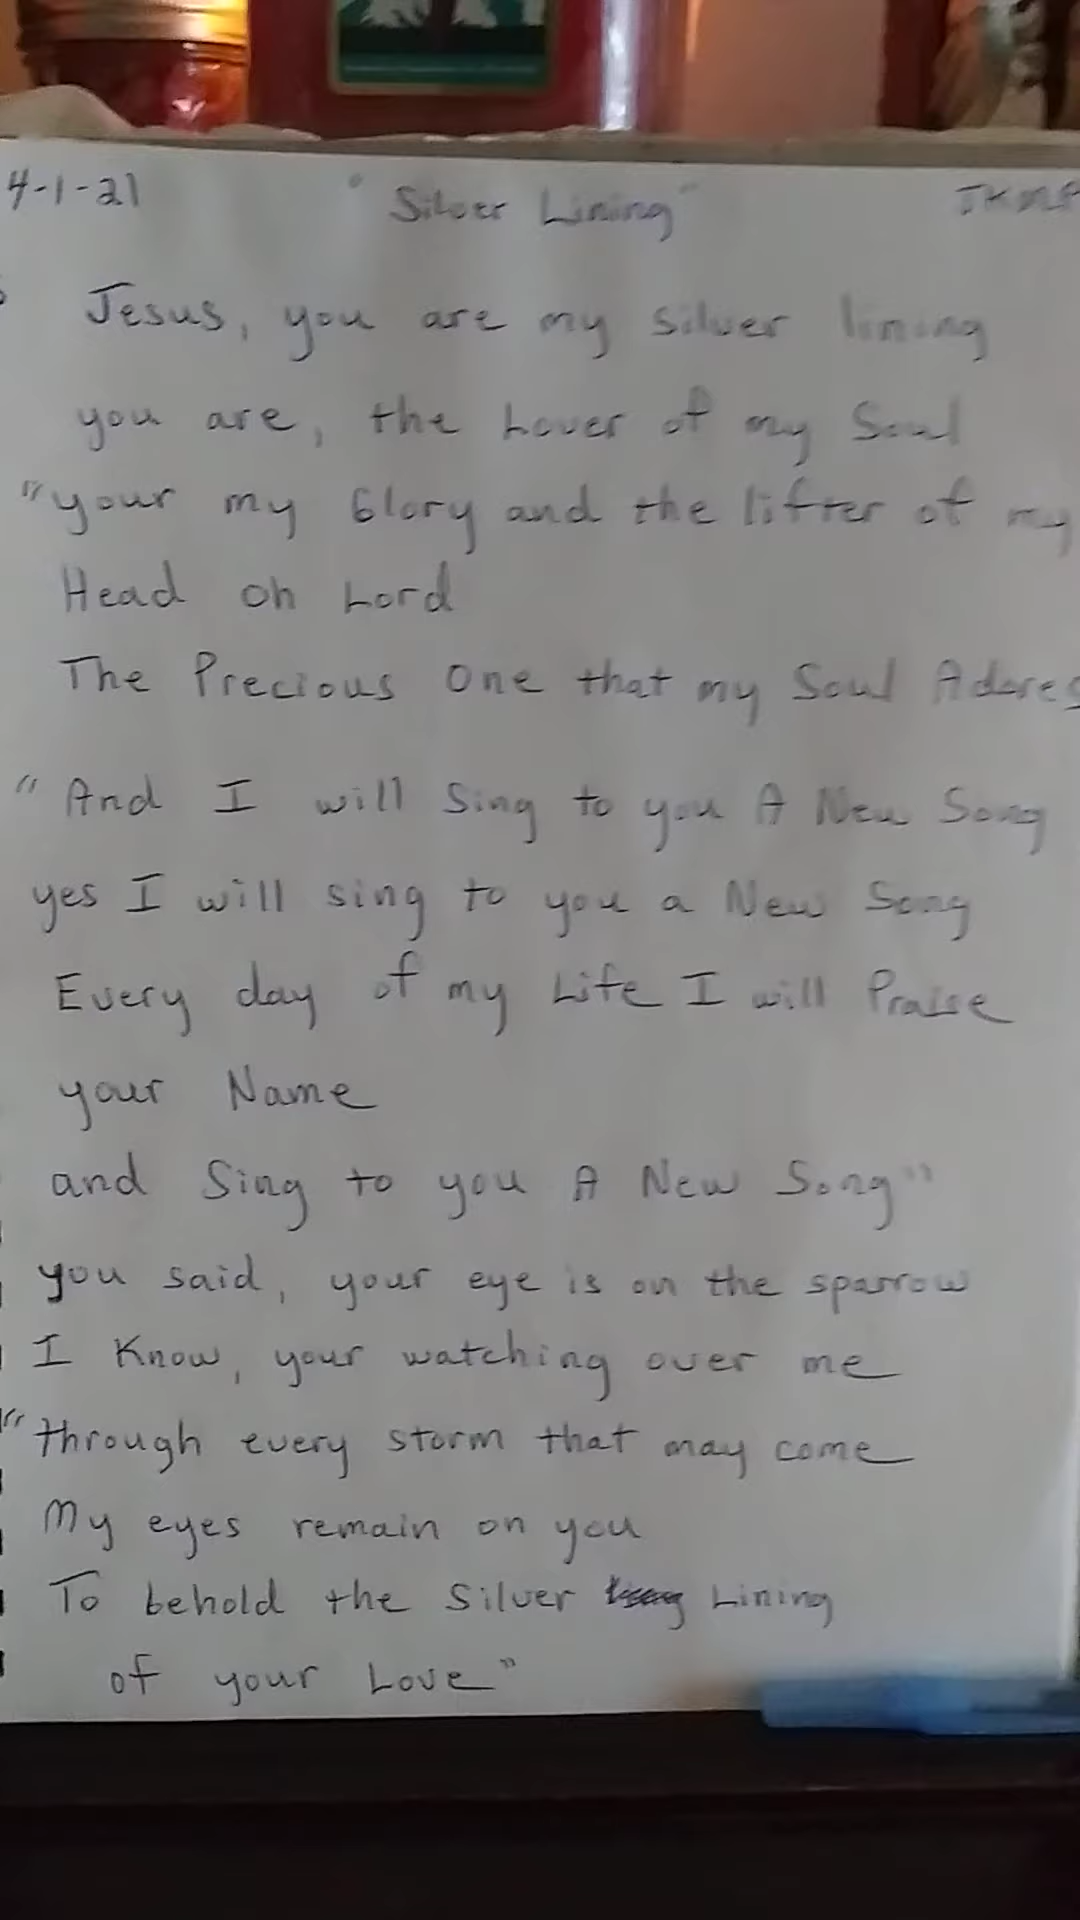 4-1-21 "Silver Lining"
Jesus, you are my silver lining
you are, the Lover of my Soul
"your my Glory and the lifter of my
Head oh Lord
The Precious One that my Soul Adores
"And I will Sing to you A New Song
yes I will sing to you a New Song
Every day of my Life I will Praise
your Name
and Sing to you A New Song"
you said, your eye is on the sparrow
I Know, your watching over me
"through every storm that may come
My eyes remain on you
To behold the Silver Lining
of your Love"